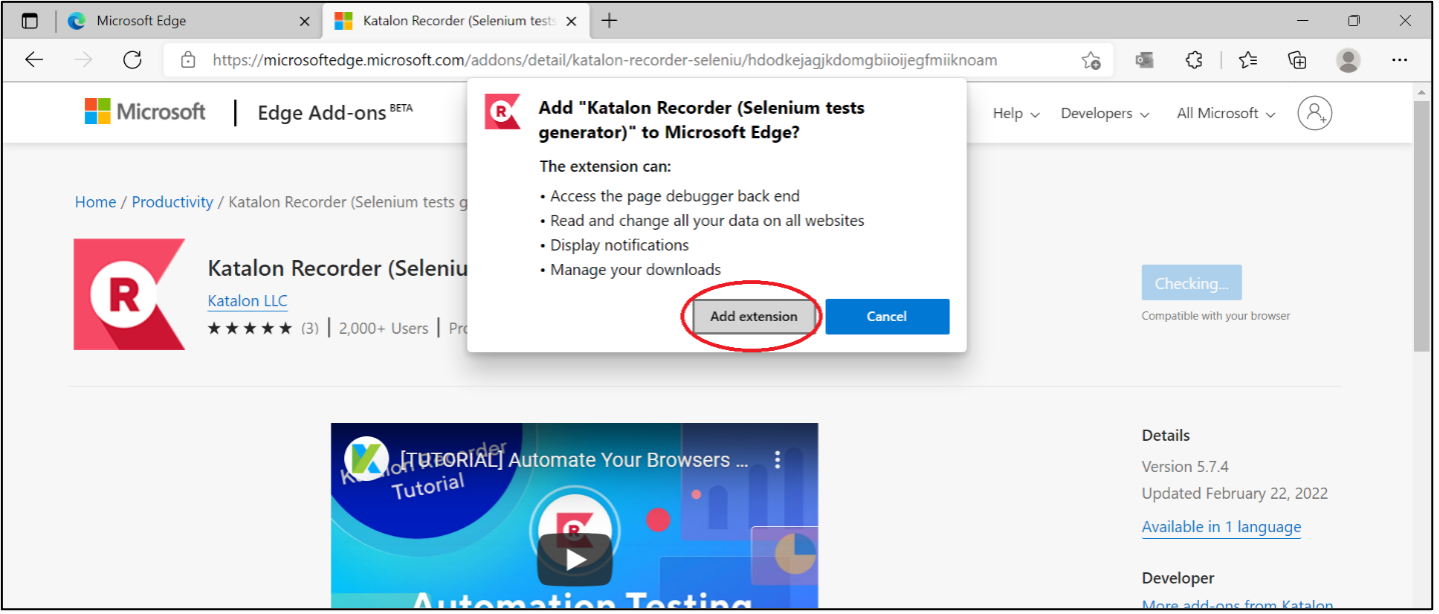 Microsoft Edge
Katalon Recorder (Selenium tests
https://microsoftedge.microsoft.com/addons/detail/katalon-recorder-seleniu/hdodkejagjkdomgbiioijegfmiiknoam
Microsoft | Edge Add-ons BETA
Help
Developers
All Microsoft
R
Add "Katalon Recorder (Selenium tests
generator)" to Microsoft Edge?
The extension can:
• Access the page debugger back end
• Read and change all your data on all websites
• Display notifications
• Manage your downloads
Add extension
Cancel
Home / Productivity / Katalon Recorder (Selenium tests g
R
Katalon Recorder (Seleniu
Katalon LLC
★★★★★ (3) | 2,000+ Users | Pro
Checking...
Compatible with your browser
[TUTORIAL] Automate Your Browsers ...
Tutorial
R
Automation Testing
Details
Version 5.7.4
Updated February 22, 2022
Available in 1 language
Developer
More add-ons from Katalon